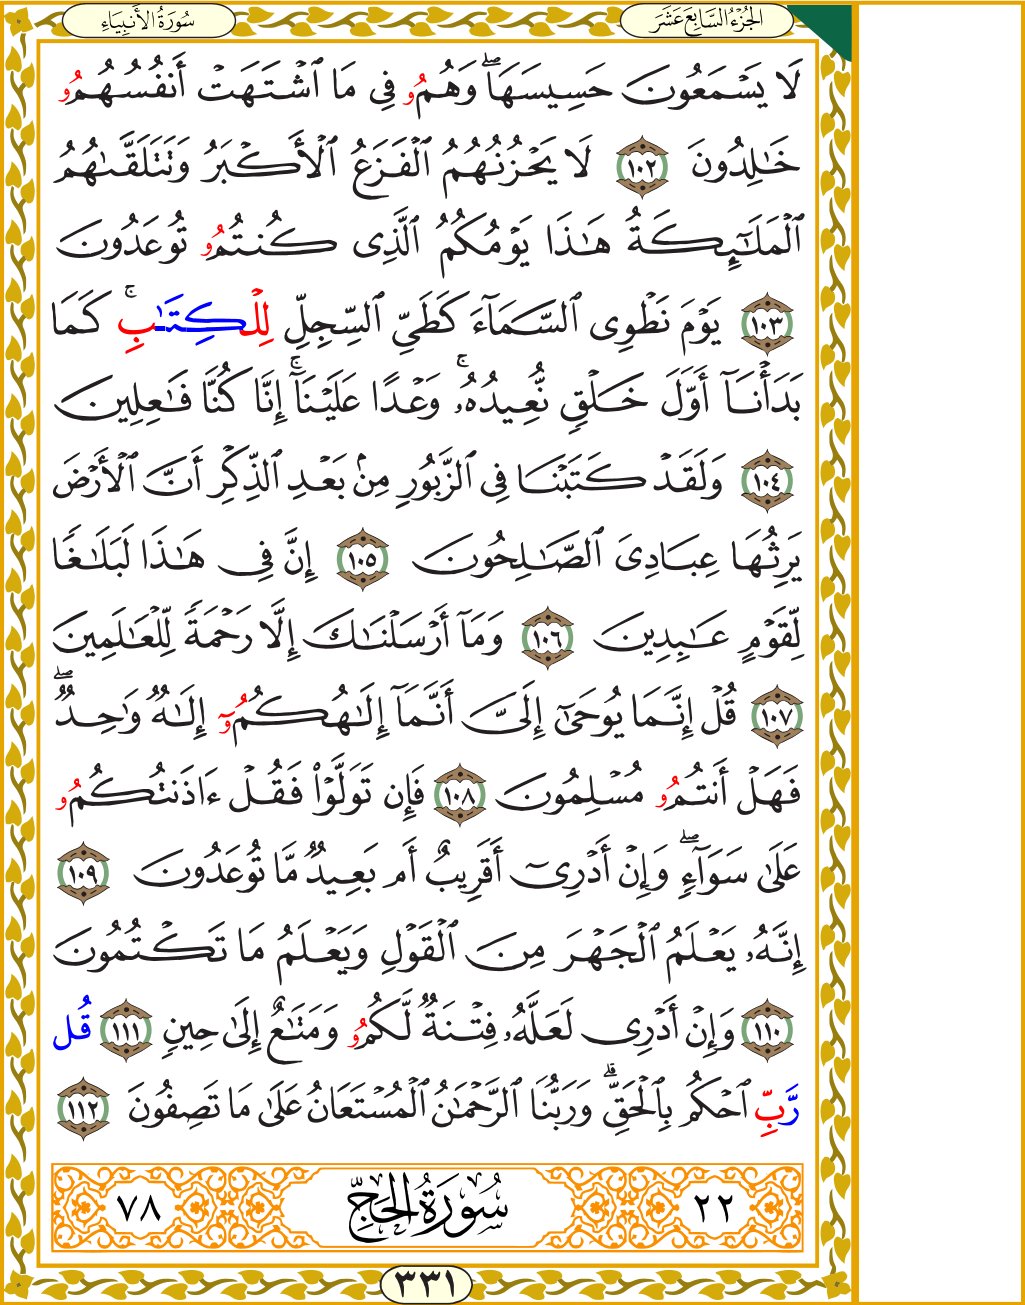 الجُزْءُ السَّابِعَ عَشَرَ
سُورَةُ الأَنْبِيَاءِ
لَا يَسْمَعُونَ حَسِيسَهَاۖ وَهُمُۥ فِي مَا ٱشْتَهَتْ أَنفُسُهُمُۥ
خَٰلِدُونَ ١٠٢ لَا يَحْزُنُهُمُ ٱلْفَزَعُ ٱلْأَكْبَرُ وَتَتَلَقَّىٰهُمُ
ٱلْمَلَٰٓئِكَةُ هَٰذَا يَوْمُكُمُ ٱلَّذِى كُنتُمُۥ تُوعَدُونَ
١٠٣ يَوْمَ نَطْوِى ٱلسَّمَآءَ كَطَيِّ ٱلسِّجِلِّ لِلْكِتَٰبِۚ كَمَا
بَدَأْنَآ أَوَّلَ خَلْقٍ نُّعِيدُهُۥۚ وَعْدًا عَلَيْنَآۚ إِنَّا كُنَّا فَٰعِلِينَ
١٠٤ وَلَقَدْ كَتَبْنَا فِي ٱلزَّبُورِ مِنۢ بَعْدِ ٱلذِّكْرِ أَنَّ ٱلْأَرْضَ
يَرِثُهَا عِبَادِىَ ٱلصَّٰلِحُونَ ١٠٥ إِنَّ فِي هَٰذَا لَبَلَٰغًا
لِّقَوْمٍ عَٰبِدِينَ ١٠٦ وَمَآ أَرْسَلْنَٰكَ إِلَّا رَحْمَةً لِّلْعَٰلَمِينَ
١٠٧ قُلْ إِنَّمَا يُوحَىٰٓ إِلَيَّ أَنَّمَآ إِلَٰهُكُمُۥٓ إِلَٰهٌ وَٰحِدٌۖ
فَهَلْ أَنتُمُۥ مُسْلِمُونَ ١٠٨ فَإِن تَوَلَّوْا۟ فَقُلْ ءَاذَنتُكُمُۥ
عَلَىٰ سَوَآءٍۖ وَإِنْ أَدْرِىٓ أَقَرِيبٌ أَم بَعِيدٌ مَّا تُوعَدُونَ ١٠٩
إِنَّهُۥ يَعْلَمُ ٱلْجَهْرَ مِنَ ٱلْقَوْلِ وَيَعْلَمُ مَا تَكْتُمُونَ
١١٠ وَإِنْ أَدْرِى لَعَلَّهُۥ فِتْنَةٌ لَّكُمُۥ وَمَتَٰعٌ إِلَىٰ حِينٍ ١١١ قُل
رَّبِّ ٱحْكُم بِٱلْحَقِّۗ وَرَبُّنَا ٱلرَّحْمَٰنُ ٱلْمُسْتَعَانُ عَلَىٰ مَا تَصِفُونَ ١١٢
٢٢ سُورَةُ الحَجِّ ٧٨
٣٣١